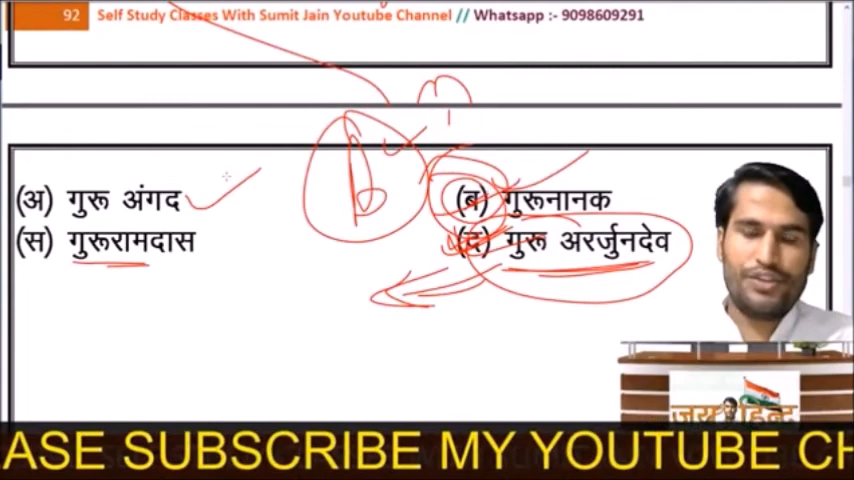 92 Self Study Classes With Sumit Jain Youtube Channel // Whatsapp :- 9098609291
b
(अ) गुरू अंगद (ब) गुरूनानक
(स) गुरूरामदास (द) गुरू अरर्जुनदेव
जय हिन्द
ASE SUBSCRIBE MY YOUTUBE CH